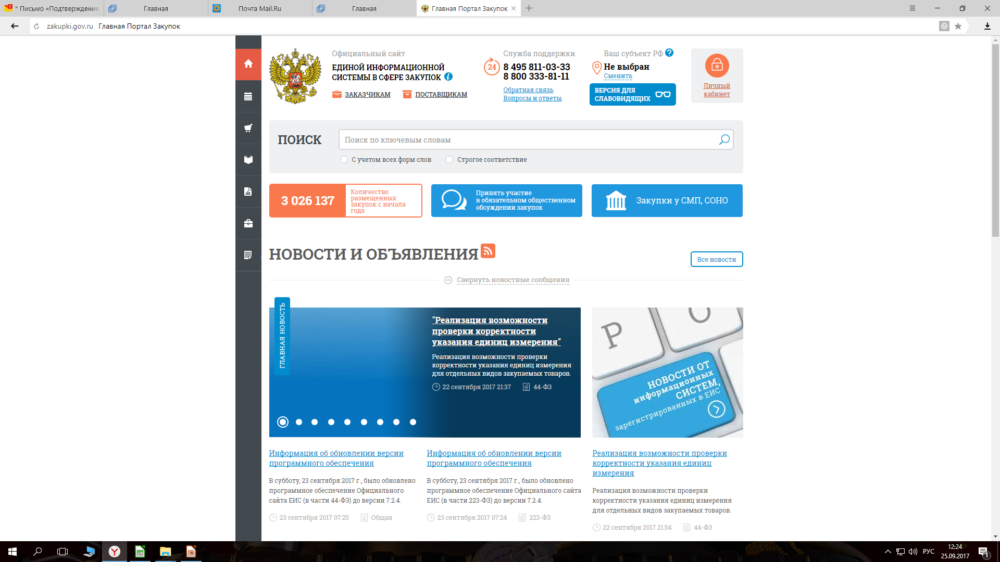 * Письмо «Подтверждение
Главная
Почта Mail.Ru
Главная
Главная Портал Закупок
zakupki.gov.ru Главная Портал Закупок
Официальный сайт
ЕДИНОЙ ИНФОРМАЦИОННОЙ
СИСТЕМЫ В СФЕРЕ ЗАКУПОК
ЗАКАЗЧИКАМ
ПОСТАВЩИКАМ
24
Служба поддержки
8 495 811-03-33
8 800 333-81-11
Обратная связь
Вопросы и ответы
Ваш субъект РФ
Не выбран
Сменить
ВЕРСИЯ ДЛЯ
СЛАБОВИДЯЩИХ
Личный
кабинет
ПОИСК
Поиск по ключевым словам
С учетом всех форм слов
Строгое соответствие
3 026 137
Количество
размещенных
закупок с начала
года
Принять участие
в обязательном общественном
обсуждении закупок
Закупки у СМП, СОНО
НОВОСТИ И ОБЪЯВЛЕНИЯ
Все новости
Свернуть новостные сообщения
ГЛАВНАЯ НОВОСТЬ
"Реализация возможности
проверки корректности
указания единиц измерения"
Реализация возможности проверки
корректности указания единиц измерения
для отдельных видов закупаемых товаров.
22 сентября 2017 21:37
44-ФЗ
Р О
НОВОСТИ ОТ
информационных
СИСТЕМ,
зарегистрированных в ЕИС
Информация об обновлении версии
программного обеспечения
В субботу, 23 сентября 2017 г., было обновлено
программное обеспечение Официального
сайта ЕИС (в части 44-ФЗ) до версии 7.2.4.
23 сентября 2017 07:25
Общая
Информация об обновлении версии
программного обеспечения
В субботу, 23 сентября 2017 г., было обновлено
программное обеспечение Официального сайта
ЕИС (в части 223-ФЗ) до версии 7.2.4.
23 сентября 2017 07:24
223-ФЗ
Реализация возможности проверки
корректности указания единиц
измерения
Реализация возможности проверки
корректности указания единиц измерения
для отдельных видов закупаемых товаров.
22 сентября 2017 21:54
44-ФЗ
РУС
12:24
25.09.2017
1